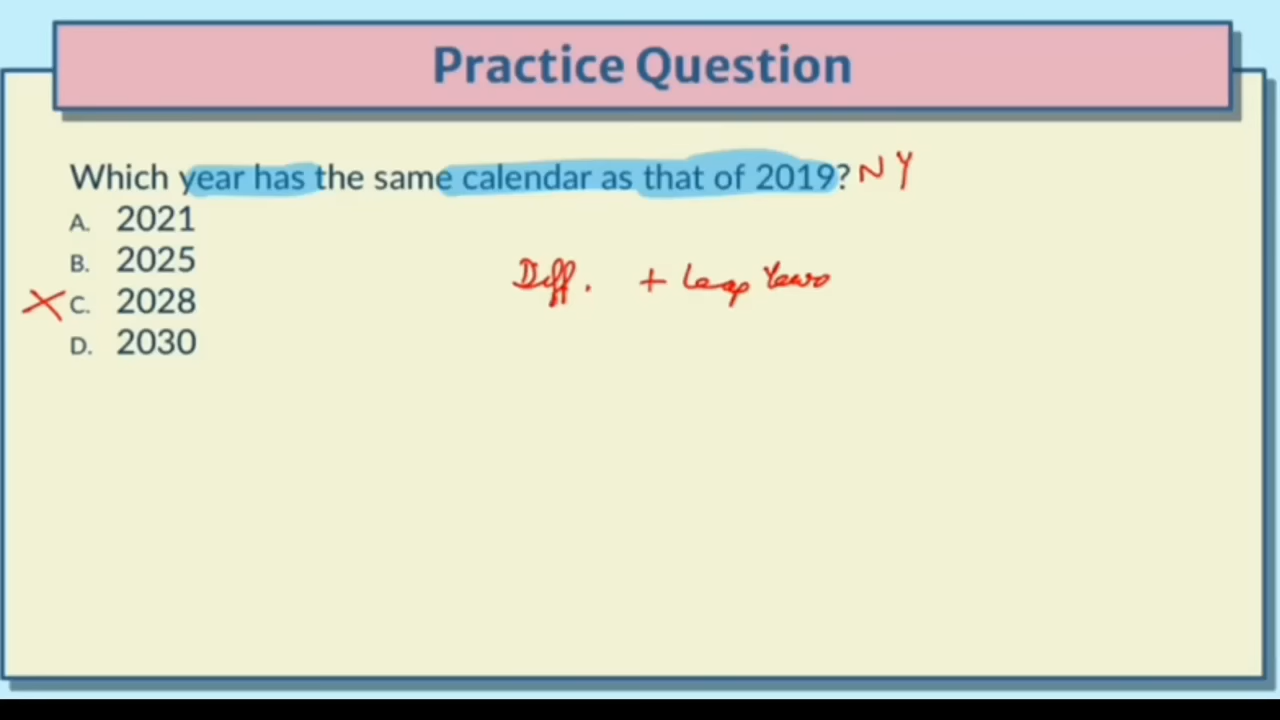 Practice Question
Which year has the same calendar as that of 2019? NY
A. 2021
B. 2025
Diff. + Leap Years
X C. 2028
D. 2030